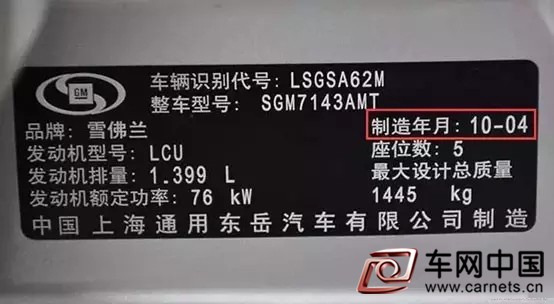 GM
车辆识别代号: LSGSA62M
整车型号: SGM7143AMT
品牌: 雪佛兰
制造年月: 10-04
发动机型号: LCU
座位数: 5
发动机排量: 1.399 L
最大设计总质量
发动机额定功率: 76 kW
1445 kg
中国上海通用东岳汽车有限公司制造
车网中国
www.carnets.cn